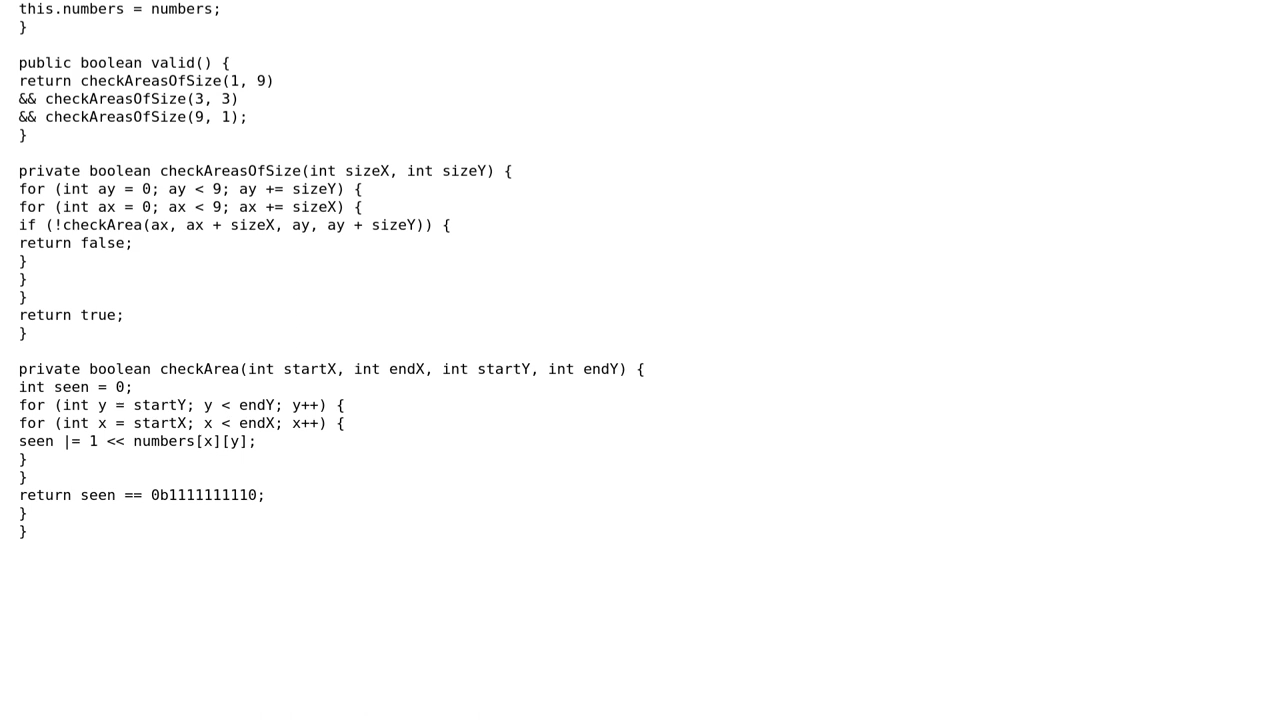 this.numbers = numbers;
}

public boolean valid() {
return checkAreasOfSize(1, 9)
&& checkAreasOfSize(3, 3)
&& checkAreasOfSize(9, 1);
}

private boolean checkAreasOfSize(int sizeX, int sizeY) {
for (int ay = 0; ay < 9; ay += sizeY) {
for (int ax = 0; ax < 9; ax += sizeX) {
if (!checkArea(ax, ax + sizeX, ay, ay + sizeY)) {
return false;
}
}
}
return true;
}

private boolean checkArea(int startX, int endX, int startY, int endY) {
int seen = 0;
for (int y = startY; y < endY; y++) {
for (int x = startX; x < endX; x++) {
seen |= 1 << numbers[x][y];
}
}
return seen == 0b1111111110;
}
}